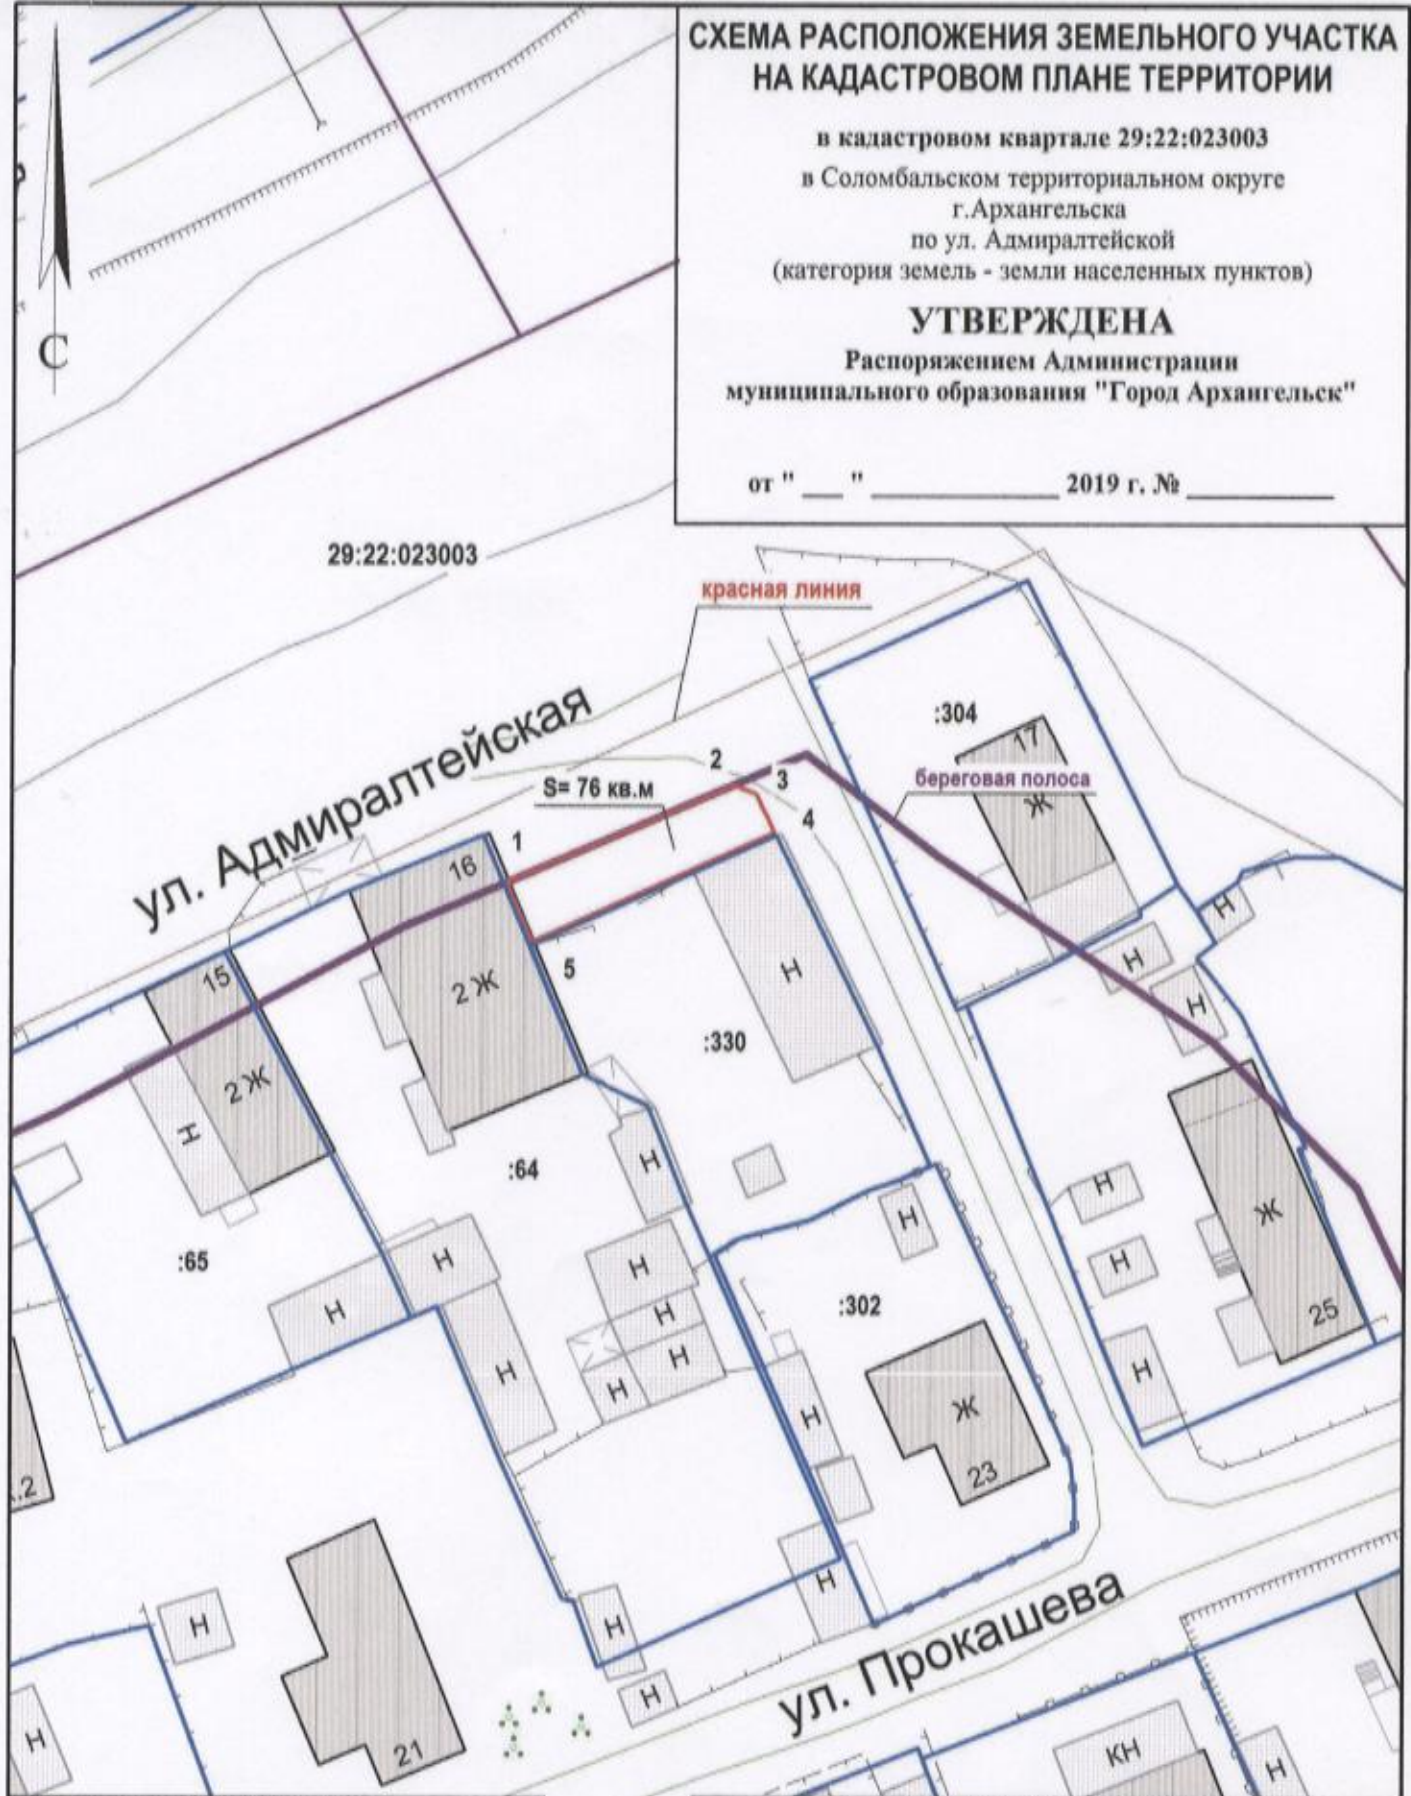 СХЕМА РАСПОЛОЖЕНИЯ ЗЕМЕЛЬНОГО УЧАСТКА
НА КАДАСТРОВОМ ПЛАНЕ ТЕРРИТОРИИ
в кадастровом квартале 29:22:023003
в Соломбальском территориальном округе
г.Архангельска
по ул. Адмиралтейской
(категория земель - земли населенных пунктов)
УТВЕРЖДЕНА
Распоряжением Администрации
муниципального образования "Город Архангельск"
от " ___ " _____________ 2019 г. № __________
С
29:22:023003
красная линия
ул. Адмиралтейская
:304
17
Ж
береговая полоса
2
3
4
S= 76 кв.м
1
16
2 Ж
5
15
2 Ж
Н
Н
:330
Н
Н
Н
:64
:65
Н
Н
Н
Н
Н
Н
Н
Н
Н
:302
Ж
23
Н
Н
Н
Н
Ж
25
Н
Н
Н
Н
.2
21
Н
Н
ул. Прокашева
КН
Н